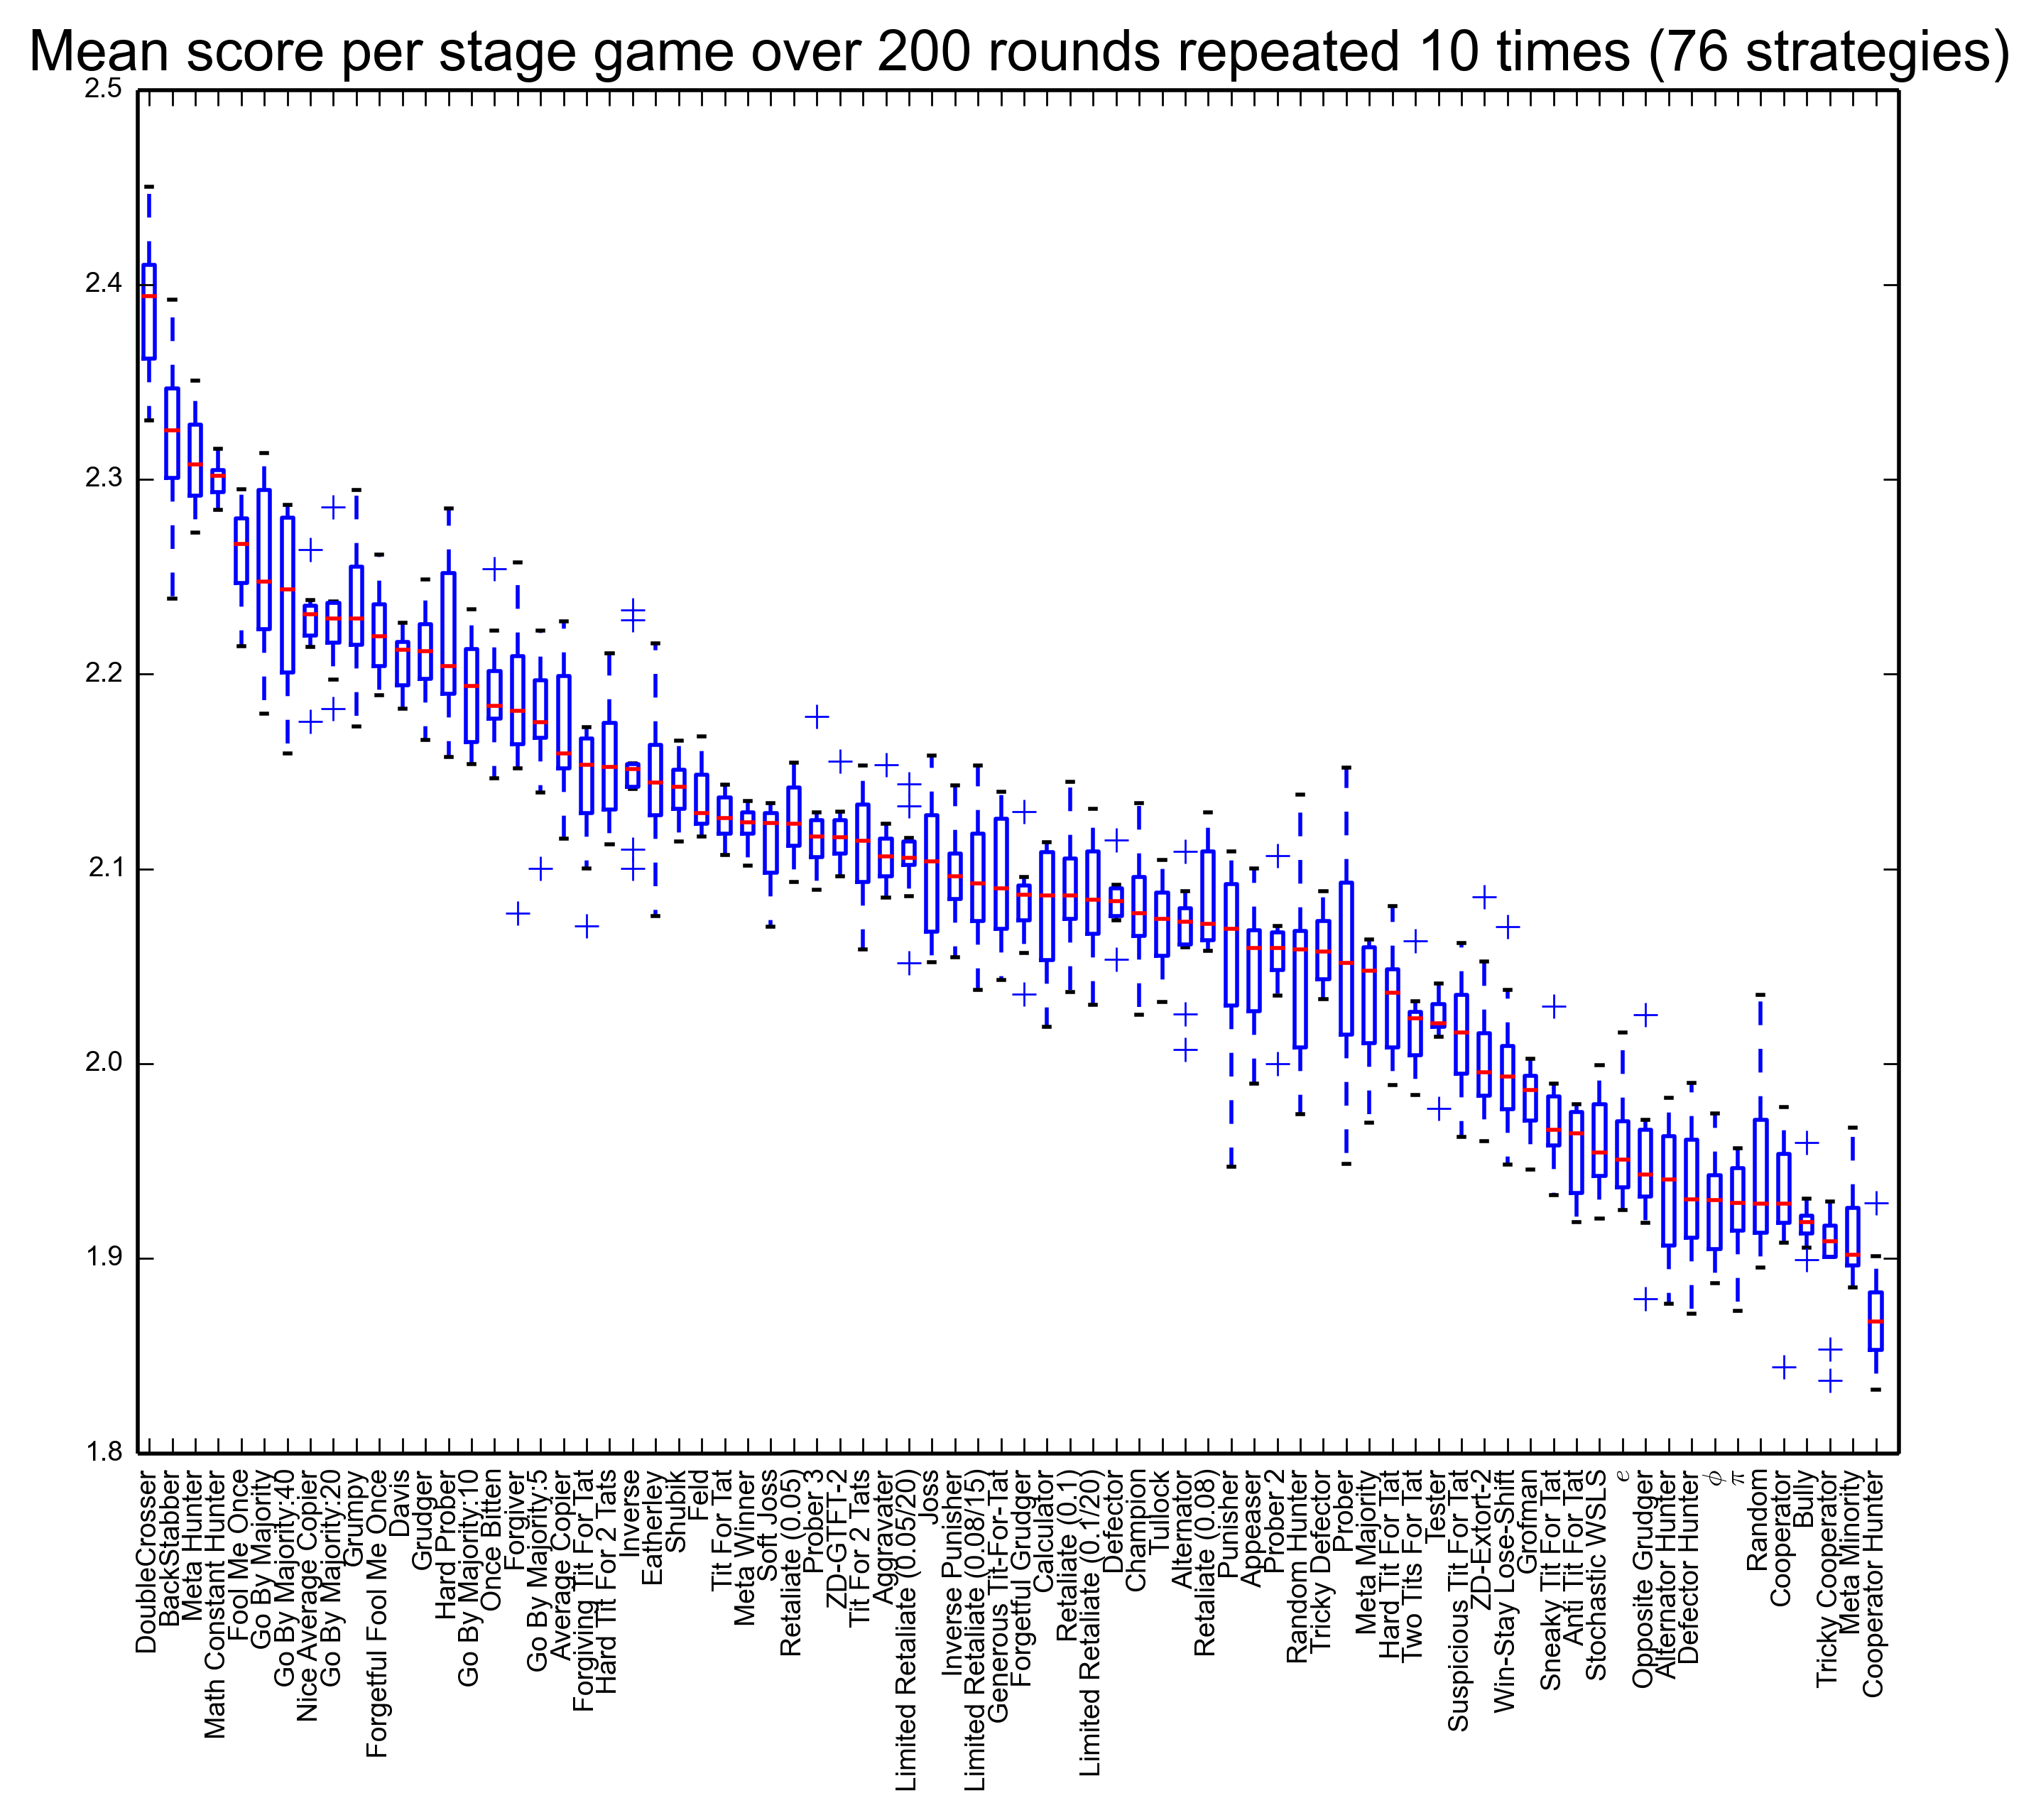 Mean score per stage game over 200 rounds repeated 10 times (76 strategies)
2.5
2.4
2.3
2.2
2.1
2.0
1.9
1.8
DoubleCrosser
BackStabber
Meta Hunter
Math Constant Hunter
Fool Me Once
Go By Majority
Go By Majority:40
Nice Average Copier
Go By Majority:20
Grumpy
Forgetful Fool Me Once
Davis
Grudger
Hard Prober
Go By Majority:10
Once Bitten
Forgiver
Go By Majority:5
Average Copier
Forgiving Tit For Tat
Hard Tit For 2 Tats
Inverse
Eatherley
Shubik
Feld
Tit For Tat
Meta Winner
Soft Joss
Retaliate (0.05)
Prober 3
ZD-GTFT-2
Tit For 2 Tats
Aggravater
Limited Retaliate (0.05/20)
Joss
Inverse Punisher
Limited Retaliate (0.08/15)
Generous Tit-For-Tat
Forgetful Grudger
Calculator
Retaliate (0.1)
Limited Retaliate (0.1/20)
Defector
Champion
Tullock
Alternator
Retaliate (0.08)
Punisher
Appeaser
Prober 2
Random Hunter
Tricky Defector
Prober
Meta Majority
Hard Tit For Tat
Two Tits For Tat
Tester
Suspicious Tit For Tat
ZD-Extort-2
Win-Stay Lose-Shift
Grofman
Sneaky Tit For Tat
Anti Tit For Tat
Stochastic WSLS
e
Opposite Grudger
Alternator Hunter
Defector Hunter
ϕ
π
Random
Cooperator
Bully
Tricky Cooperator
Meta Minority
Cooperator Hunter